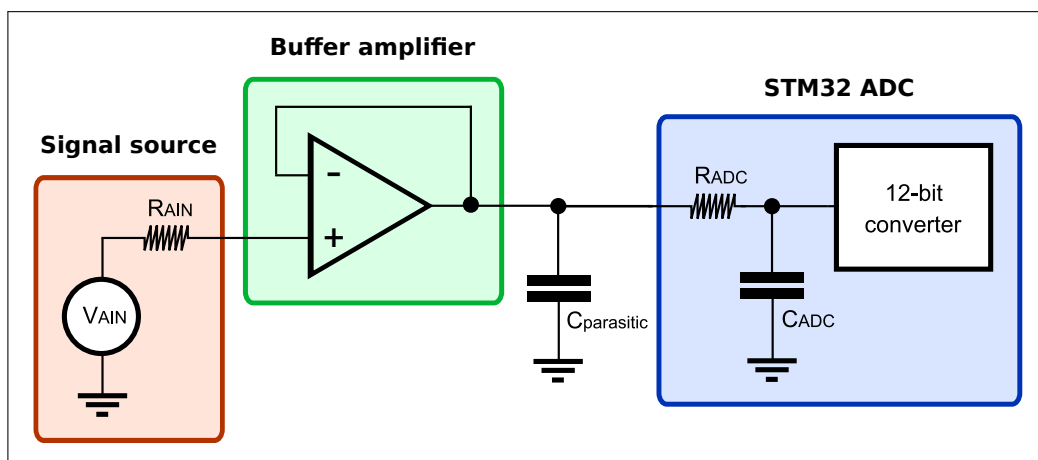 Buffer amplifier
STM32 ADC
Signal source
RAIN
-
+
VAIN
Cparasitic
RADC
CADC
12-bit
converter